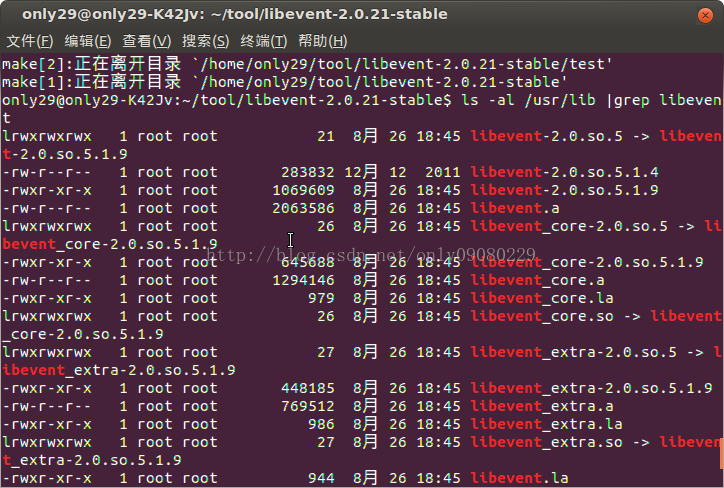 only29@only29-K42Jv: ~/tool/libevent-2.0.21-stable
文件(F) 编辑(E) 查看(V) 搜索(S) 终端(T) 帮助(H)
make[2]:正在离开目录 `/home/only29/tool/libevent-2.0.21-stable/test'
make[1]:正在离开目录 `/home/only29/tool/libevent-2.0.21-stable'
only29@only29-K42Jv:~/tool/libevent-2.0.21-stable$ ls -al /usr/lib |grep libeven
t
lrwxrwxrwx   1 root root        21  8月 26 18:45 libevent-2.0.so.5 -> libeven
t-2.0.so.5.1.9
-rw-r--r--   1 root root    283832 12月 12  2011 libevent-2.0.so.5.1.4
-rwxr-xr-x   1 root root   1069609  8月 26 18:45 libevent-2.0.so.5.1.9
-rw-r--r--   1 root root   2063586  8月 26 18:45 libevent.a
lrwxrwxrwx   1 root root        26  8月 26 18:45 libevent_core-2.0.so.5 -> li
bevent_core-2.0.so.5.1.9
http://blog.csdn.net/only09080229
-rwxr-xr-x   1 root root    645688  8月 26 18:45 libevent_core-2.0.so.5.1.9
-rw-r--r--   1 root root   1294146  8月 26 18:45 libevent_core.a
-rwxr-xr-x   1 root root       979  8月 26 18:45 libevent_core.la
lrwxrwxrwx   1 root root        26  8月 26 18:45 libevent_core.so -> libevent
_core-2.0.so.5.1.9
lrwxrwxrwx   1 root root        27  8月 26 18:45 libevent_extra-2.0.so.5 -> l
ibevent_extra-2.0.so.5.1.9
-rwxr-xr-x   1 root root    448185  8月 26 18:45 libevent_extra-2.0.so.5.1.9
-rw-r--r--   1 root root    769512  8月 26 18:45 libevent_extra.a
-rwxr-xr-x   1 root root       986  8月 26 18:45 libevent_extra.la
lrwxrwxrwx   1 root root        27  8月 26 18:45 libevent_extra.so -> libeven
t_extra-2.0.so.5.1.9
-rwxr-xr-x   1 root root       944  8月 26 18:45 libevent.la